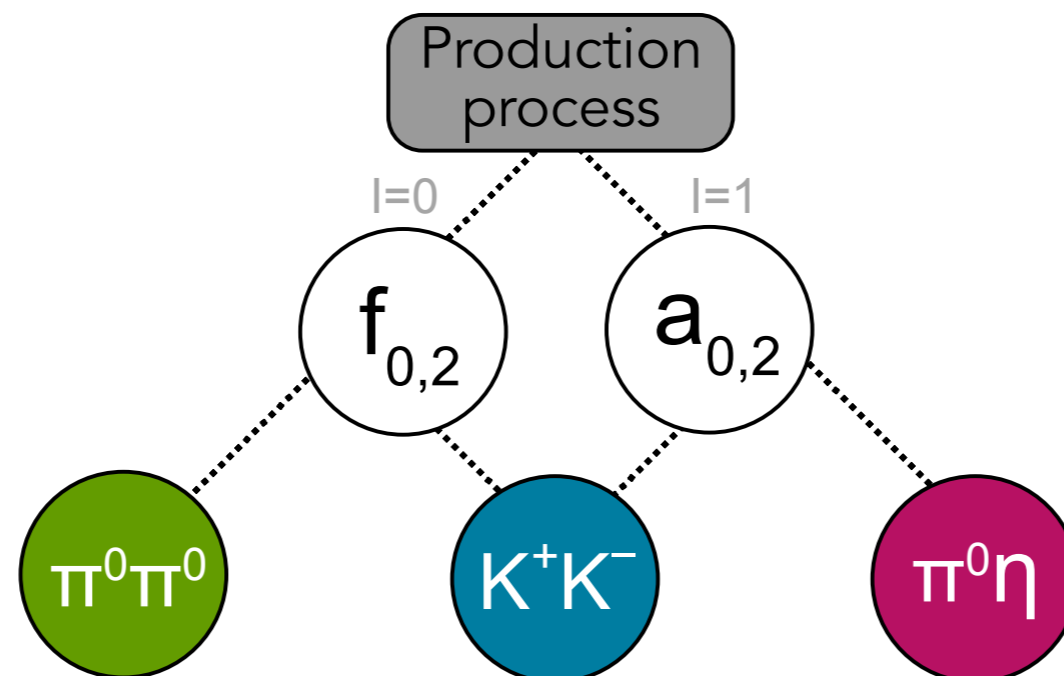 Production
process
I=0
I=1
f₀,₂
a₀,₂
π⁰π⁰
K⁺K⁻
π⁰η